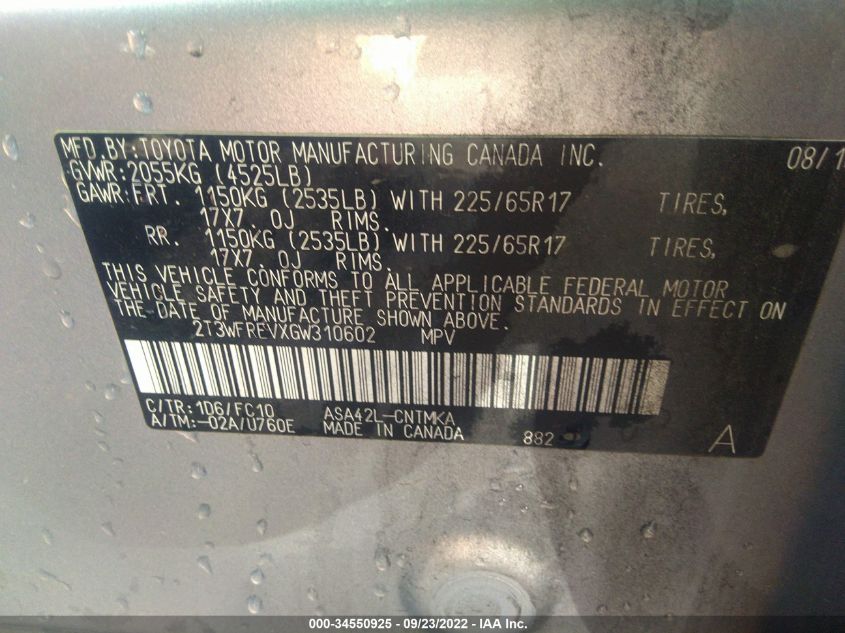 MFD.BY:TOYOTA MOTOR MANUFACTURING CANADA INC. 08/1
GVWR:2055KG (4525LB)
GAWR:FRT. 1150KG (2535LB) WITH 225/65R17 TIRES,
17X7.0J RIMS.
RR. 1150KG (2535LB) WITH 225/65R17 TIRES,
17X7.0J RIMS.
THIS VEHICLE CONFORMS TO ALL APPLICABLE FEDERAL MOTOR
VEHICLE SAFETY AND THEFT PREVENTION STANDARDS IN EFFECT ON
THE DATE OF MANUFACTURE SHOWN ABOVE.
2T3WFREVXGW310602 MPV
C/TR:1D6/FC10 ASA42L-CNTMKA
A/TM:-02A/U760E MADE IN CANADA 882 A
000-34550925 - 09/23/2022 - IAA Inc.